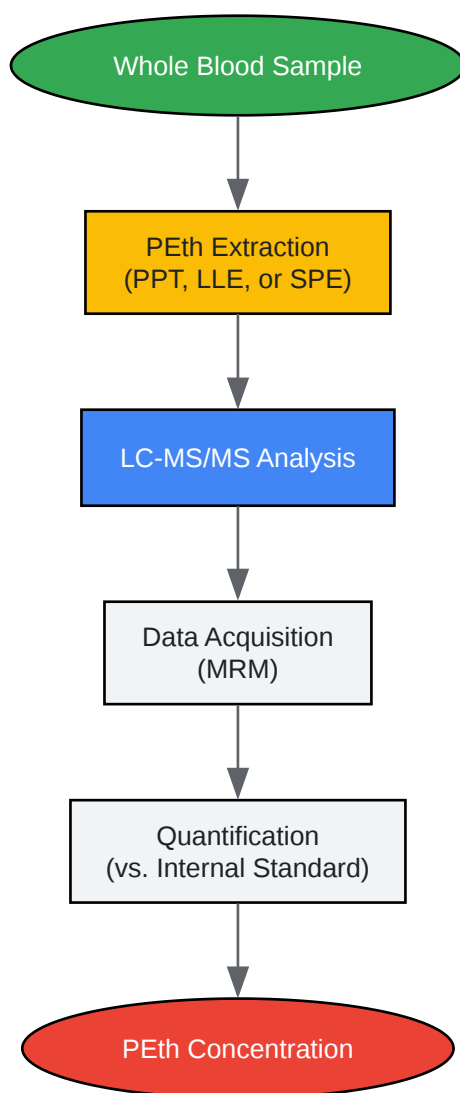 Whole Blood Sample
PEth Extraction
(PPT, LLE, or SPE)
LC-MS/MS Analysis
Data Acquisition
(MRM)
Quantification
(vs. Internal Standard)
PEth Concentration